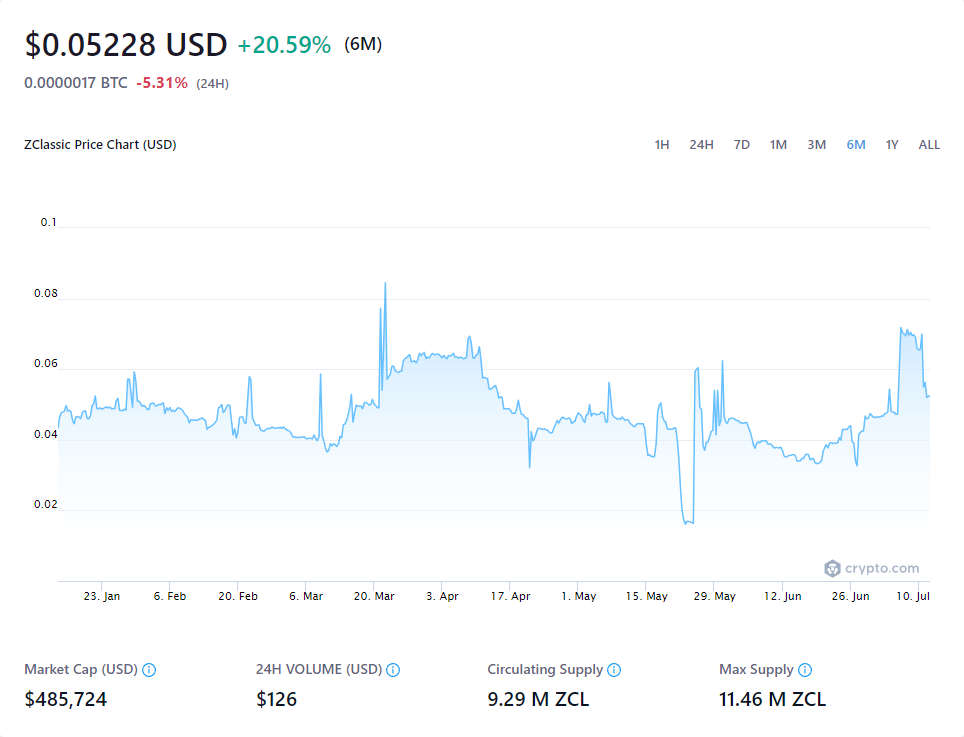 $0.05228 USD +20.59% (6M)
0.0000017 BTC -5.31% (24H)
ZClassic Price Chart (USD) 1H 24H 7D 1M 3M 6M 1Y ALL
0.1
0.08
0.06
0.04
0.02
crypto.com
23. Jan 6. Feb 20. Feb 6. Mar 20. Mar 3. Apr 17. Apr 1. May 15. May 29. May 12. Jun 26. Jun 10. Jul
Market Cap (USD) 24H VOLUME (USD) Circulating Supply Max Supply
$485,724 $126 9.29 M ZCL 11.46 M ZCL